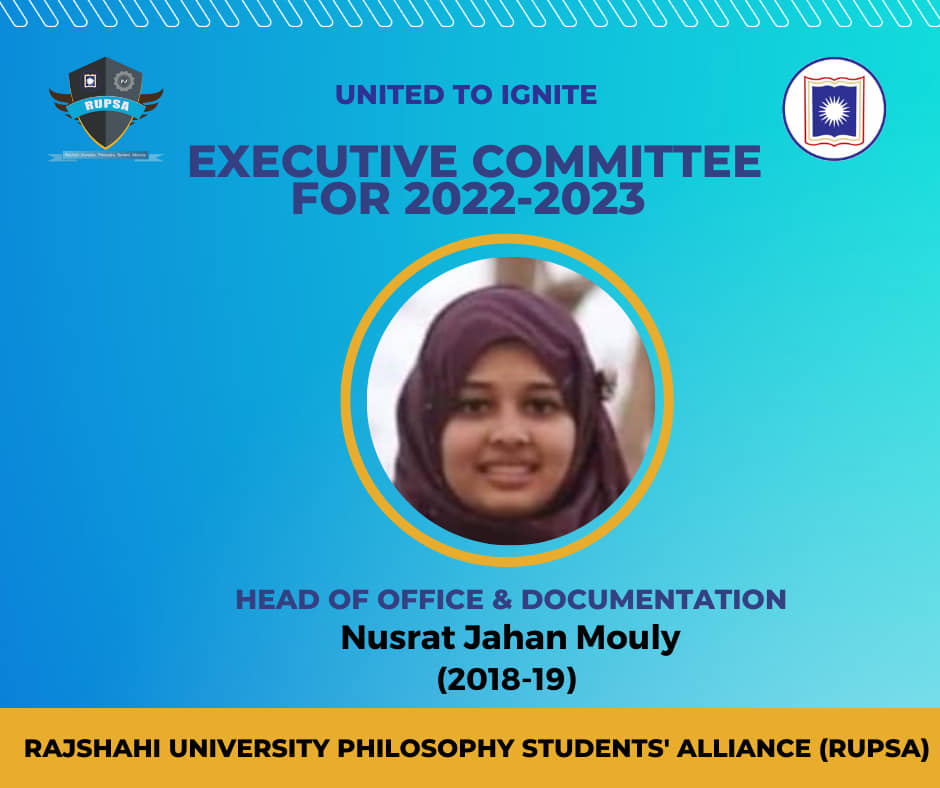 RUPSA
UNITED TO IGNITE
EXECUTIVE COMMITTEE
FOR 2022-2023
HEAD OF OFFICE & DOCUMENTATION
Nusrat Jahan Mouly
(2018-19)
RAJSHAHI UNIVERSITY PHILOSOPHY STUDENTS' ALLIANCE (RUPSA)